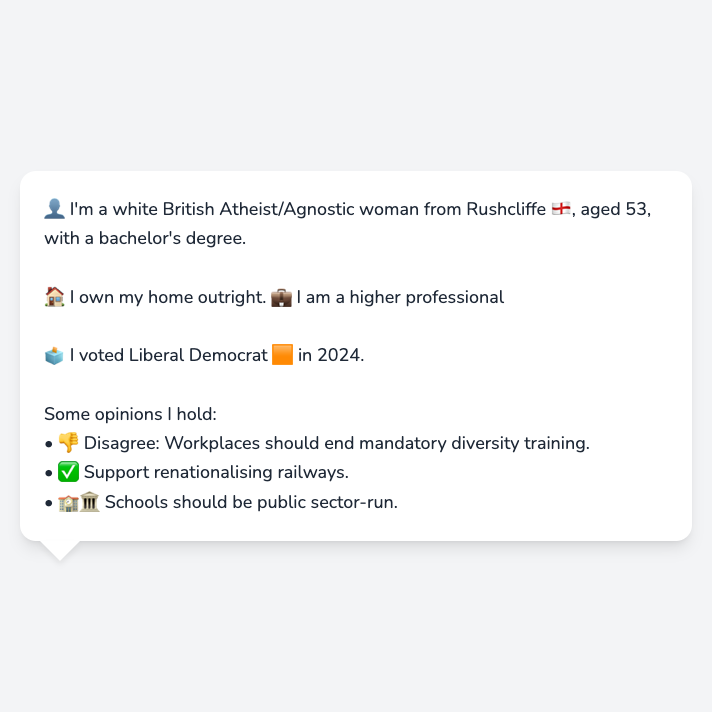 👤 I'm a white British Atheist/Agnostic woman from Rushcliffe 🏴󠁧󠁢󠁥󠁮󠁧󠁿, aged 53,
with a bachelor's degree.
🏠 I own my home outright. 💼 I am a higher professional
🗳️ I voted Liberal Democrat 🟧 in 2024.
Some opinions I hold:
• 👎 Disagree: Workplaces should end mandatory diversity training.
• ✅ Support renationalising railways.
• 🏫🏛️ Schools should be public sector-run.